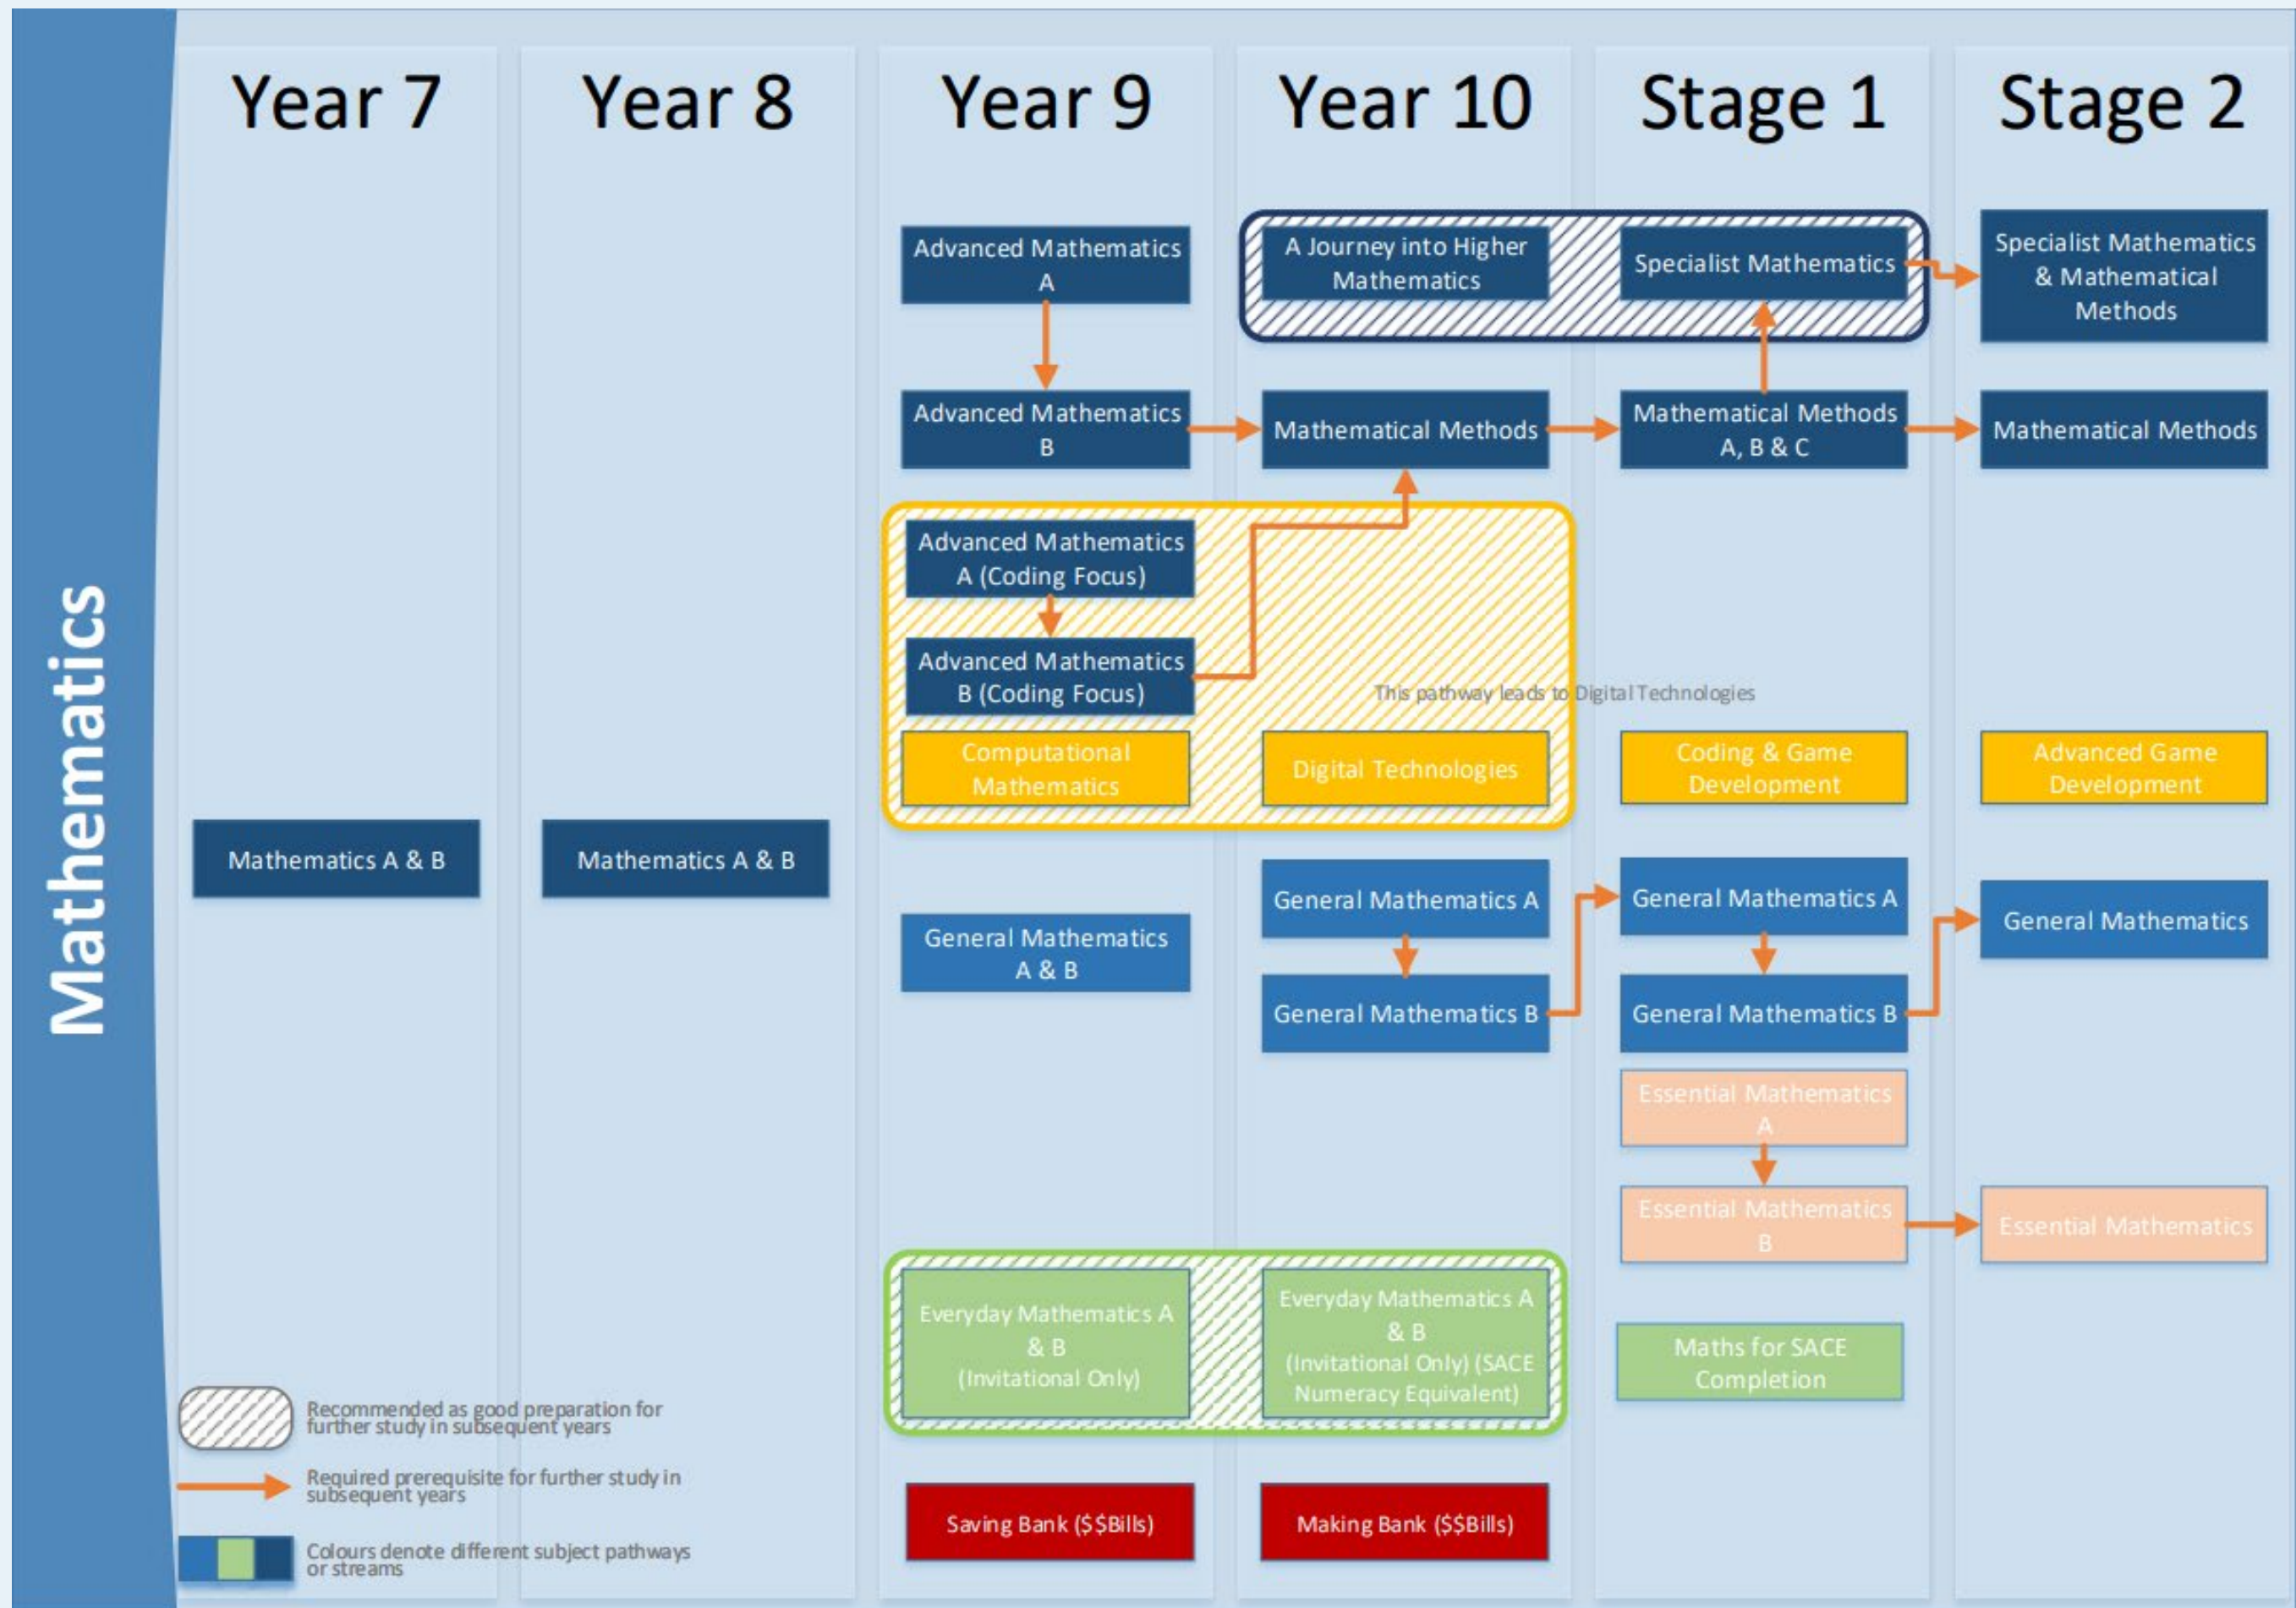 Mathematics
Year 7
Year 8
Year 9
Year 10
Stage 1
Stage 2
Advanced Mathematics
A
A Journey into Higher
Mathematics
Specialist Mathematics
Specialist Mathematics
& Mathematical
Methods
Advanced Mathematics
B
Mathematical Methods
Mathematical Methods
A, B & C
Mathematical Methods
Advanced Mathematics
A (Coding Focus)
Advanced Mathematics
B (Coding Focus)
This pathway leads to Digital Technologies
Computational
Mathematics
Digital Technologies
Coding & Game
Development
Advanced Game
Development
Mathematics A & B
Mathematics A & B
General Mathematics
A & B
General Mathematics A
General Mathematics A
General Mathematics
General Mathematics B
General Mathematics B
Essential Mathematics
A
Essential Mathematics
B
Essential Mathematics
Everyday Mathematics A
& B
(Invitational Only)
Everyday Mathematics A
& B
(Invitational Only) (SACE
Numeracy Equivalent)
Maths for SACE
Completion
Saving Bank ($$Bills)
Making Bank ($$Bills)
Recommended as good preparation for
further study in subsequent years
Required prerequisite for further study in
subsequent years
Colours denote different subject pathways
or streams